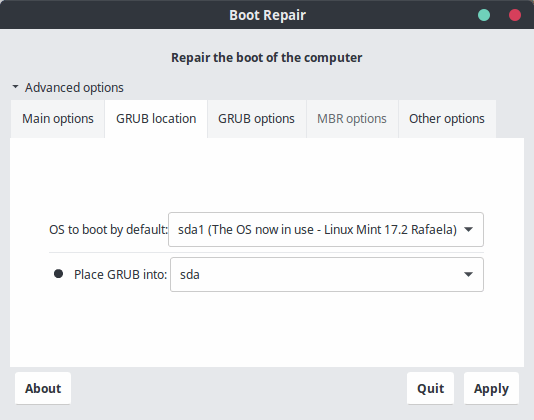 Boot Repair
Repair the boot of the computer
Advanced options
Main options GRUB location GRUB options MBR options Other options
OS to boot by default: sda1 (The OS now in use - Linux Mint 17.2 Rafaela)
Place GRUB into: sda
About Quit Apply